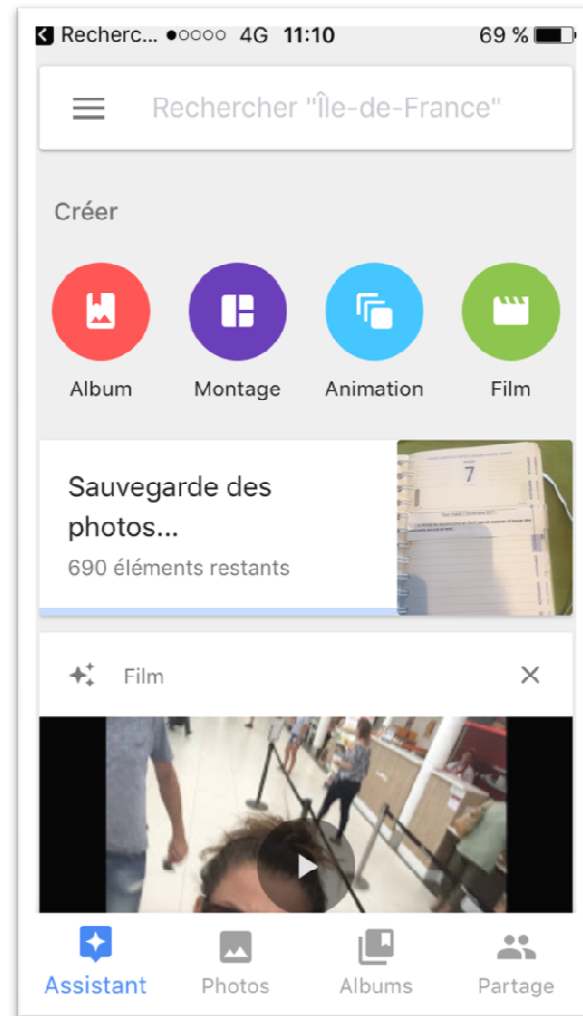 Recherc... 4G 11:10 69 %
Rechercher "Île-de-France"
Créer
Album Montage Animation Film
Sauvegarde des
photos...
690 éléments restants
7
Film
Assistant Photos Albums Partage